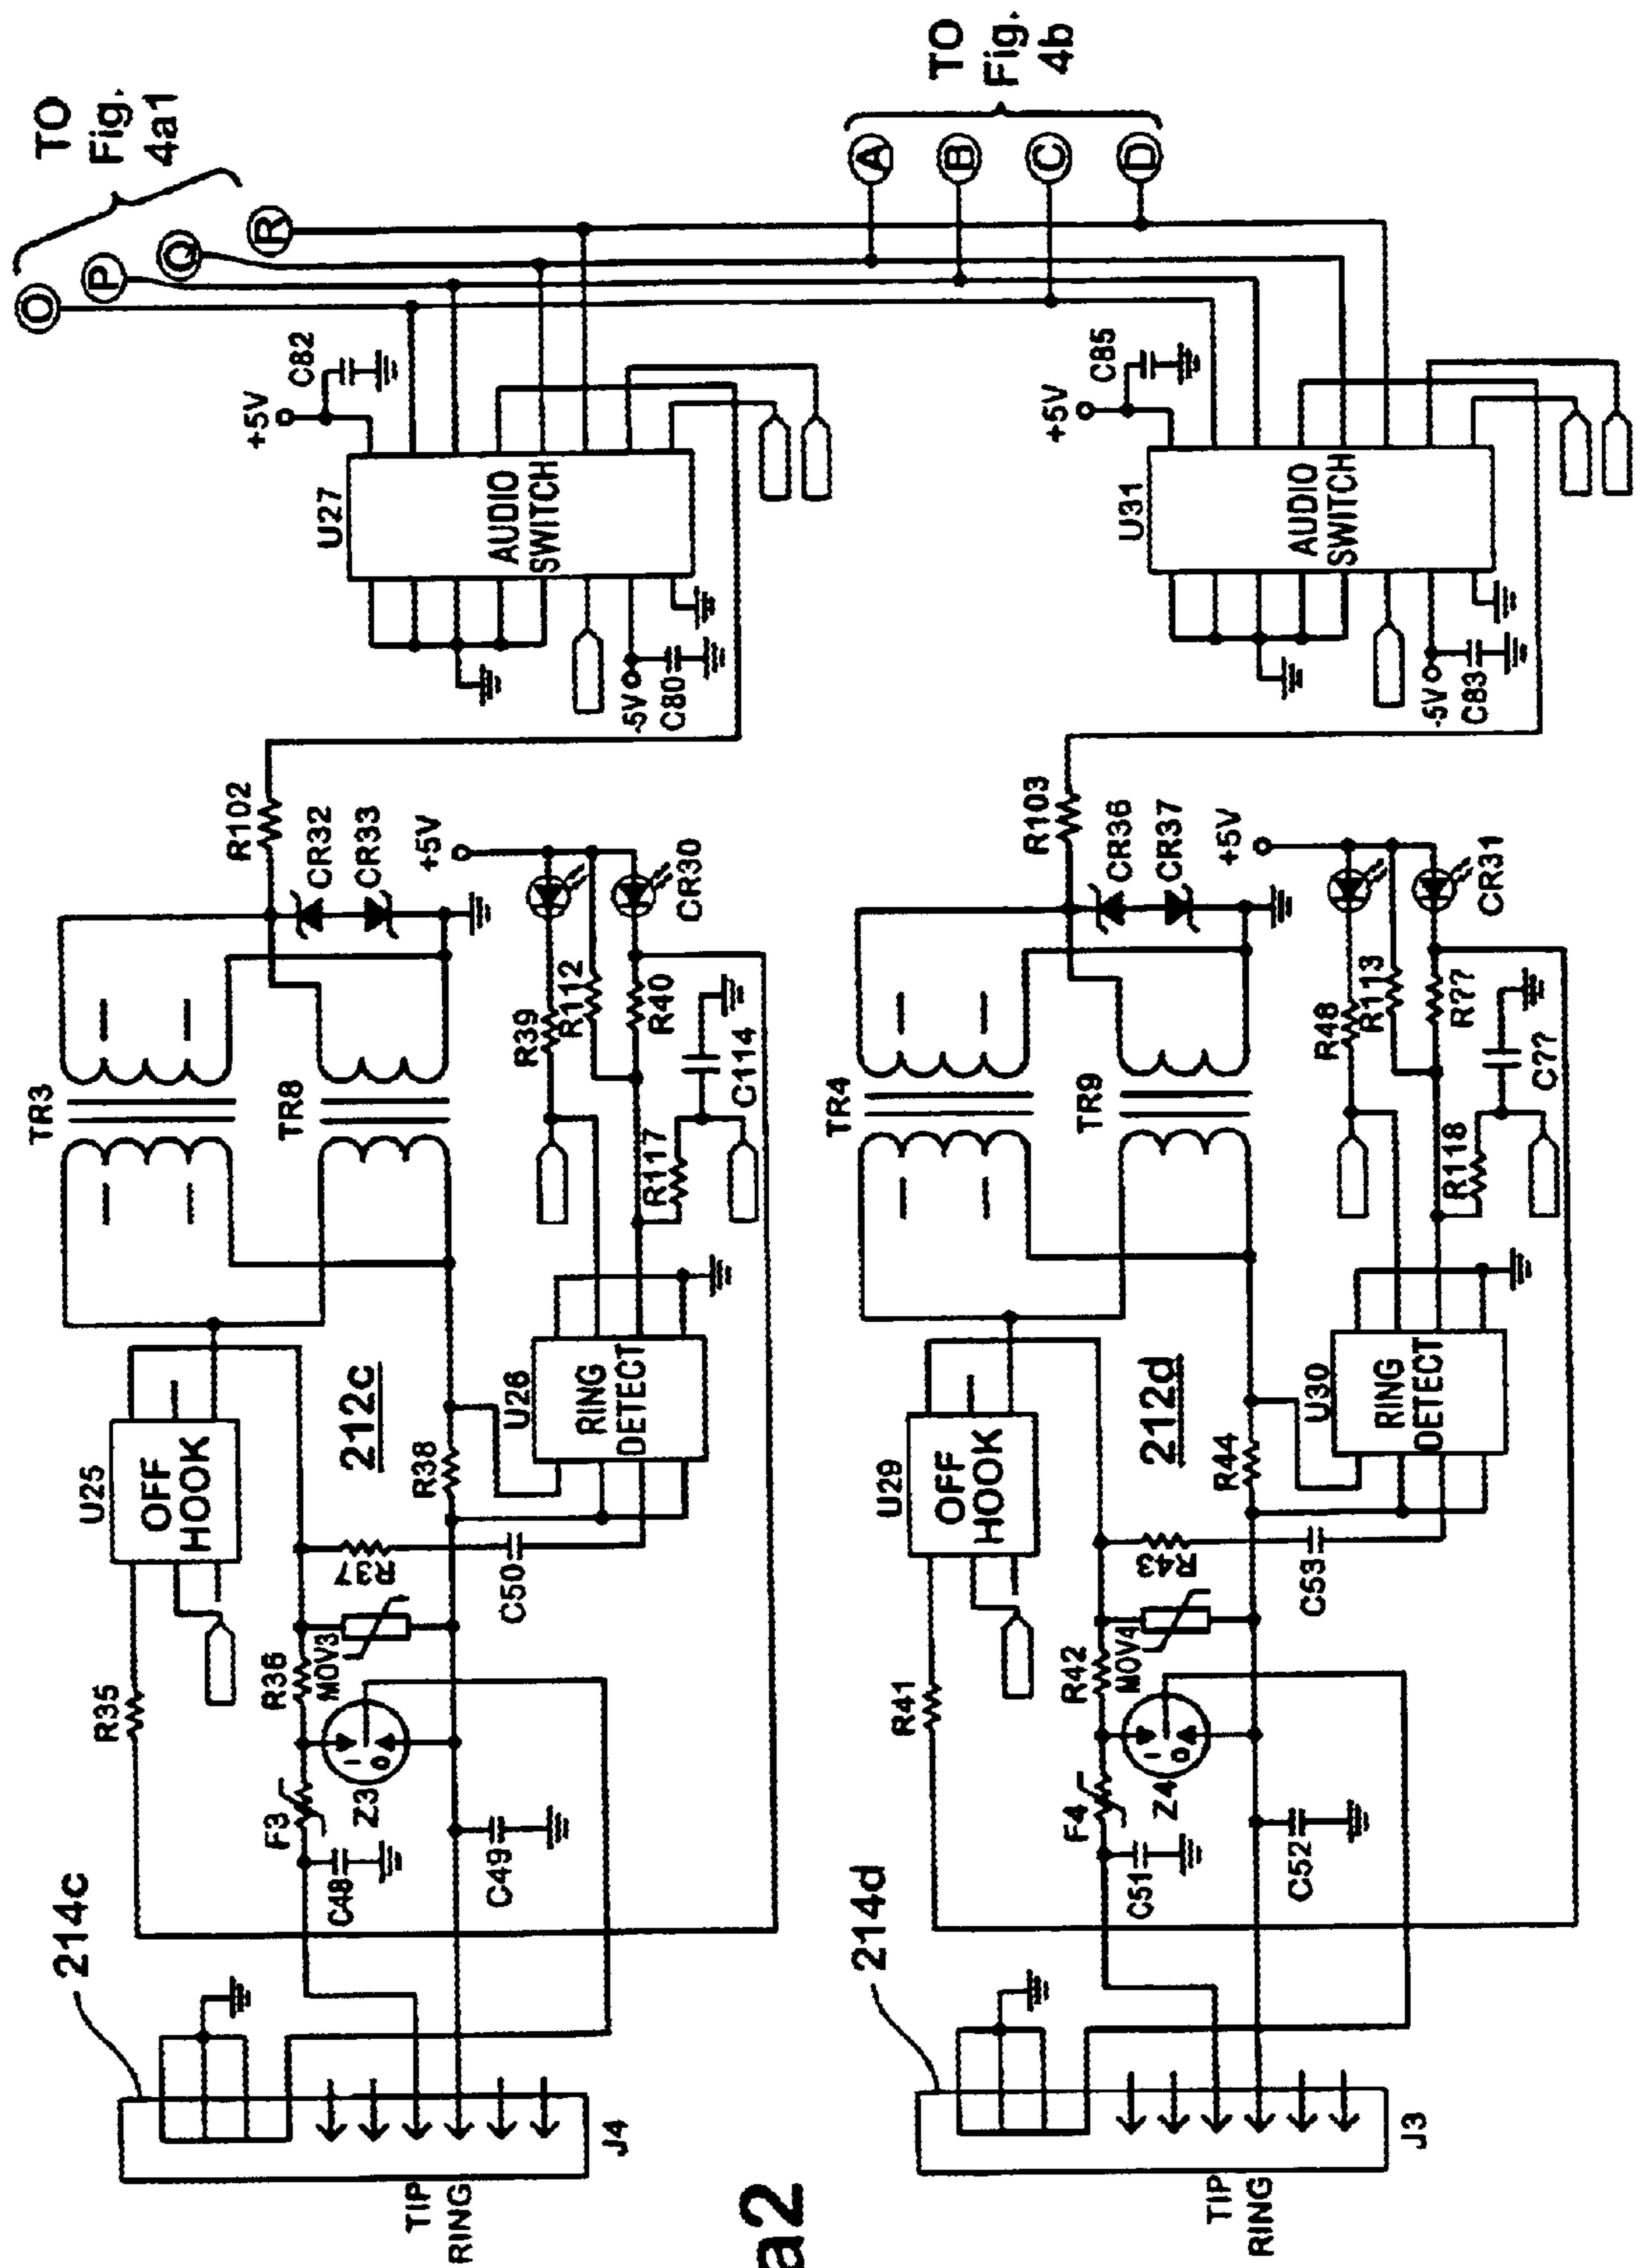 TO
Fig.
4a1
O
P
Q
R
TO
Fig.
4b
A
B
C
D
214c
J4
TIP
RING
C48
C49
F3
Z3
R35
R36
MOV3
R37
C50
U25
OFF
HOOK
212c
R38
U26
RING
DETECT
TR3
TR8
R117
C114
R39
R112
R40
CR30
+5V
CR32
CR33
R102
U27
AUDIO
SWITCH
+5V
C82
-5V
C80
214d
J3
TIP
RING
C51
C52
F4
Z4
R41
R42
MOV4
R43
C53
U29
OFF
HOOK
212d
R44
U30
RING
DETECT
TR4
TR9
R118
C??
R48
R113
R??
CR31
+5V
CR36
CR37
R103
U31
AUDIO
SWITCH
+5V
C85
-5V
C83
a2